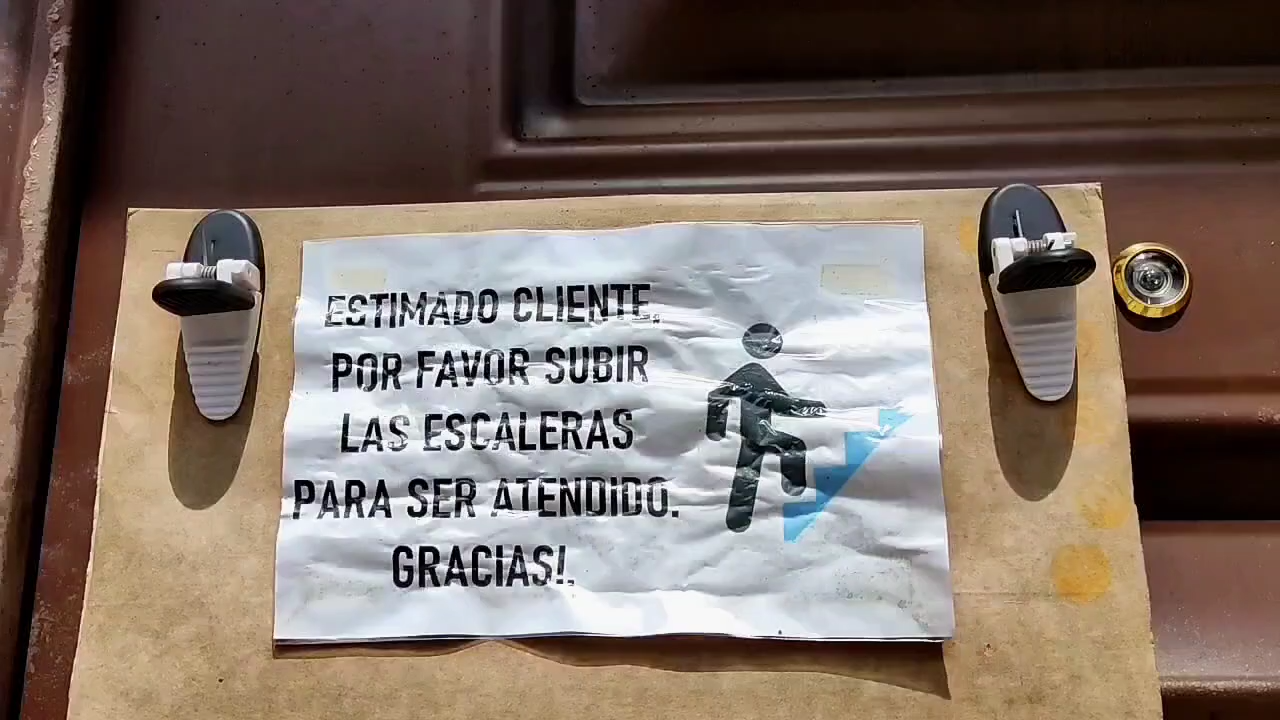 ESTIMADO CLIENTE.
POR FAVOR SUBIR
LAS ESCALERAS
PARA SER ATENDIDO.
GRACIAS!.